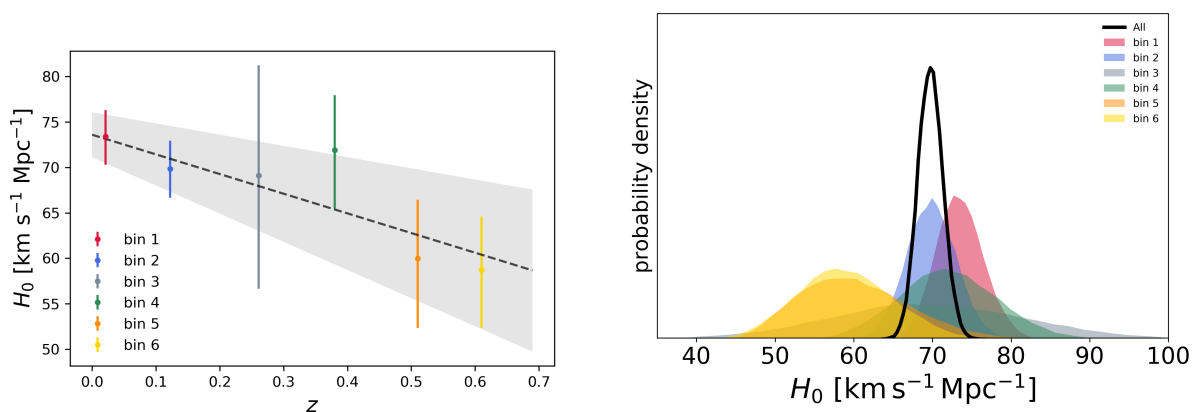 80
75
70
65
60
55
50
H₀ [km s⁻¹ Mpc⁻¹]
bin 1
bin 2
bin 3
bin 4
bin 5
bin 6
0.0 0.1 0.2 0.3 0.4 0.5 0.6 0.7
z
probability density
All
bin 1
bin 2
bin 3
bin 4
bin 5
bin 6
40 50 60 70 80 90 100
H₀ [km s⁻¹ Mpc⁻¹]